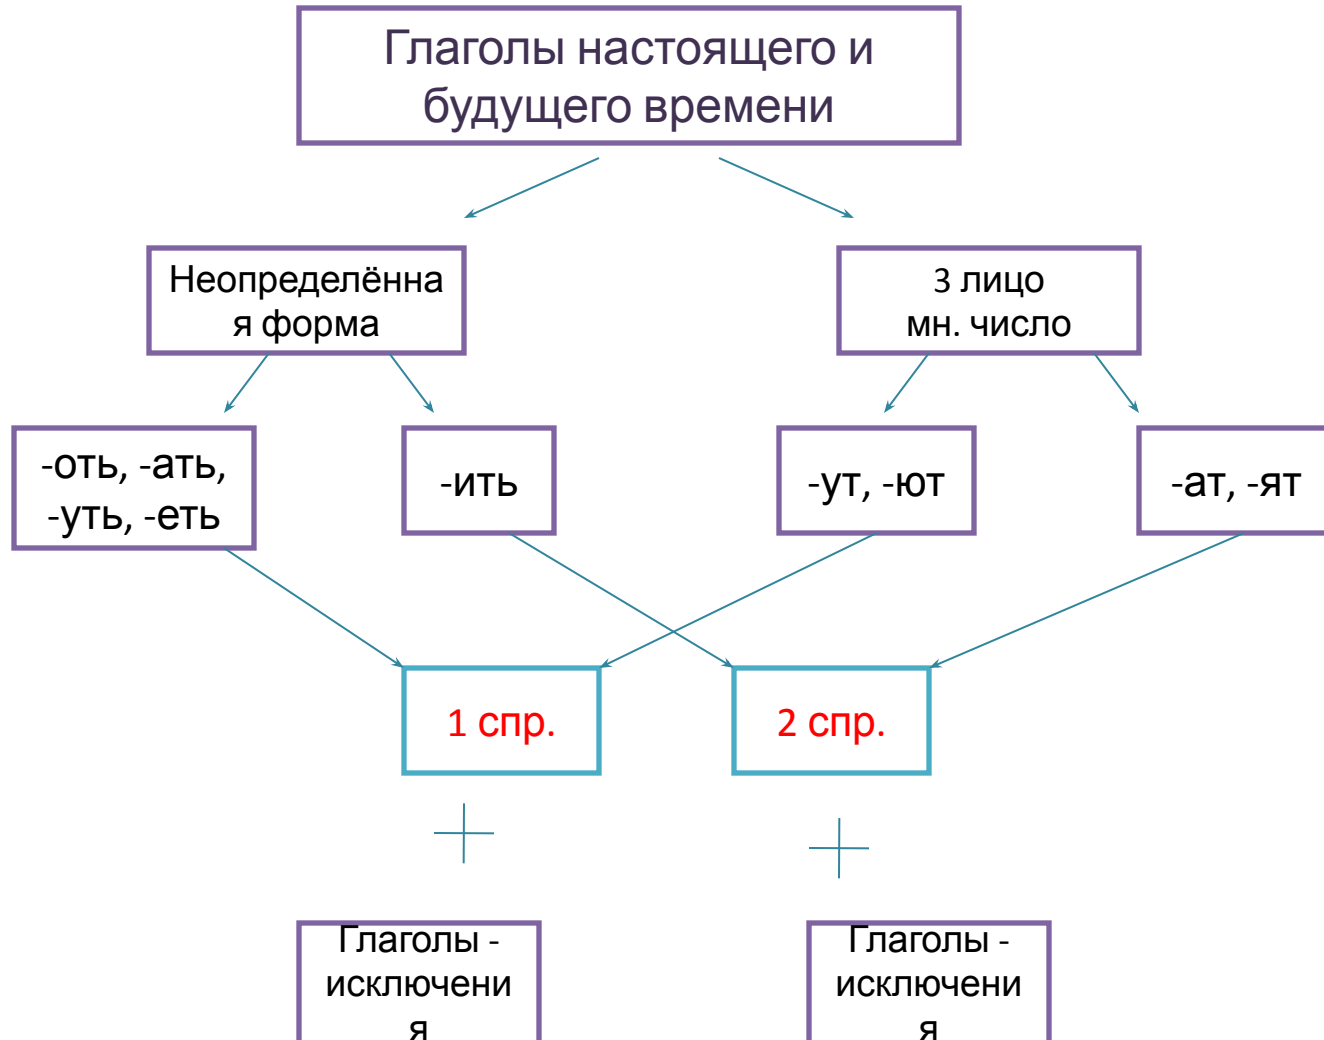 Глаголы настоящего и
будущего времени
Неопределённа
я форма
3 лицо
мн. число
-оть, -ать,
-уть, -еть
-ить
-ут, -ют
-ат, -ят
1 спр.
2 спр.
Глаголы -
исключени
я
Глаголы -
исключени
я